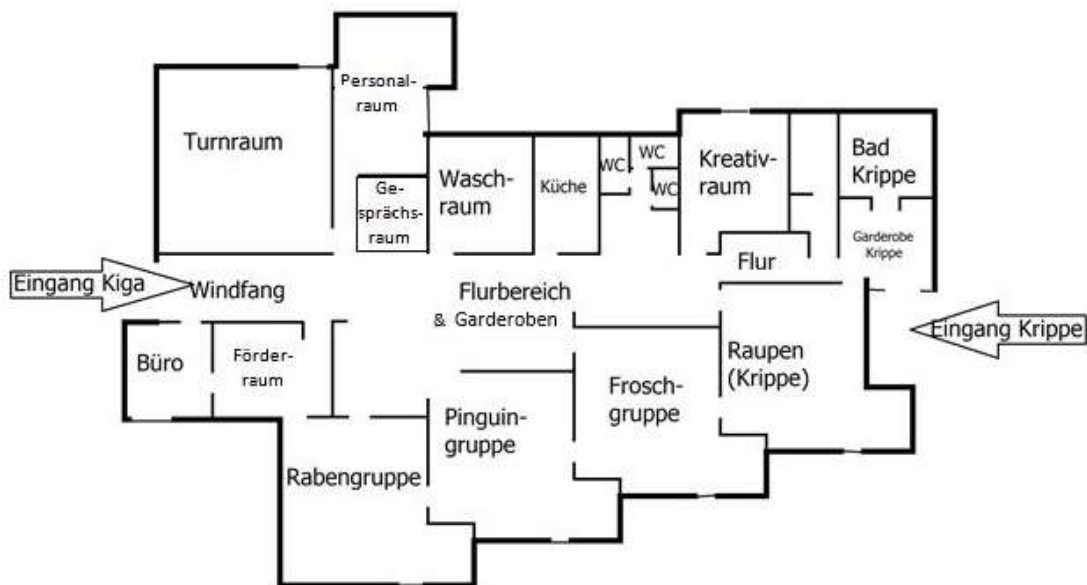 Personal-
raum
Turnraum
Wasch-
raum
Küche
WC
WC
WC
Kreativ-
raum
Bad
Krippe
Ge-
sprächs-
raum
Garderobe
Krippe
Eingang Kiga
Windfang
Flurbereich
& Garderoben
Flur
Eingang Krippe
Büro
Förder-
raum
Raupen
(Krippe)
Frosch-
gruppe
Pinguin-
gruppe
Rabengruppe